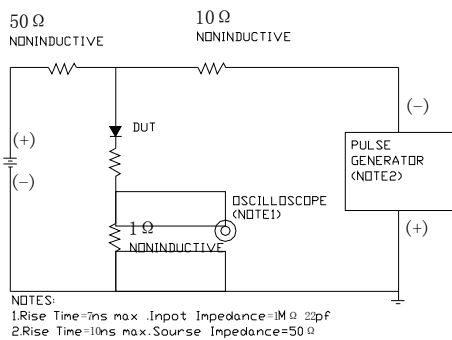 50 Ω
NONINDUCTIVE
10 Ω
NONINDUCTIVE
(+)
(-)
DUT
1 Ω
NONINDUCTIVE
OSCILLOSCOPE
(NOTE1)
(-)
PULSE
GENERATOR
(NOTE2)
(+)
NOTES:
1.Rise Time=7ns max .Inpot Impedance=1M Ω 22pf
2.Rise Time=10ns max.Sourse Impedance=50 Ω